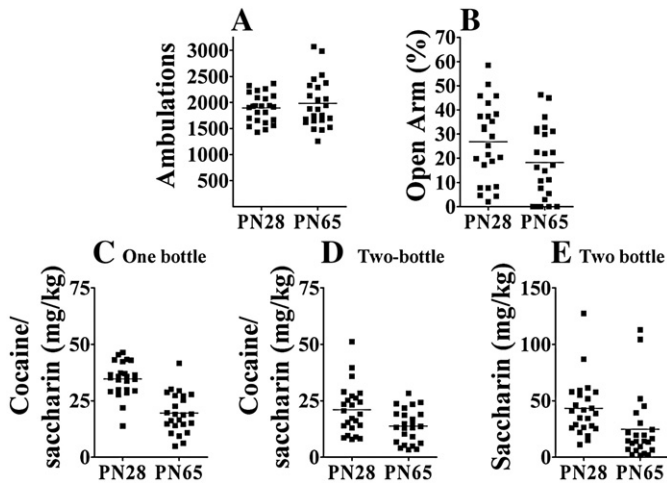 A
Ambulations
3000
2500
2000
1500
1000
500
PN28 PN65
B
Open Arm (%)
70
60
50
40
30
20
10
0
PN28 PN65
C One bottle
Cocaine/
saccharin (mg/kg)
75
50
25
0
PN28 PN65
D Two-bottle
Cocaine/
saccharin (mg/kg)
75
50
25
0
PN28 PN65
E Two bottle
Saccharin (mg/kg)
150
100
50
0
PN28 PN65